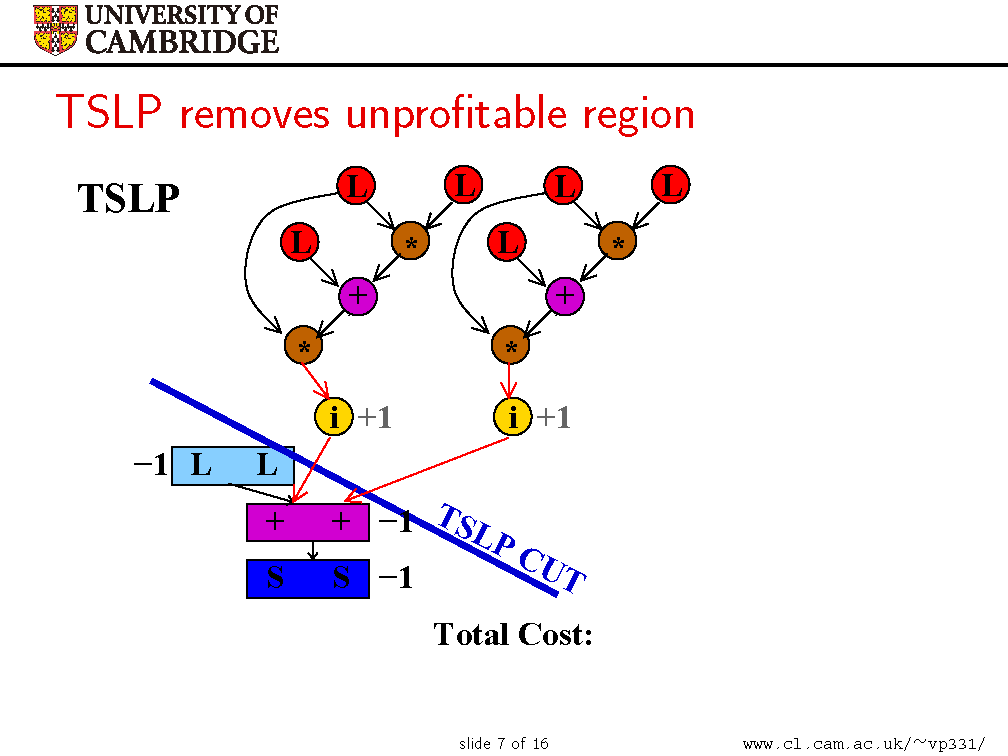 UNIVERSITY OF
CAMBRIDGE
TSLP removes unprofitable region
TSLP
L L L L
L * L *
+ +
* *
i +1 i +1
−1 L L
+ + −1
TSLP CUT
S S −1
Total Cost:
slide 7 of 16 www.cl.cam.ac.uk/~vp331/